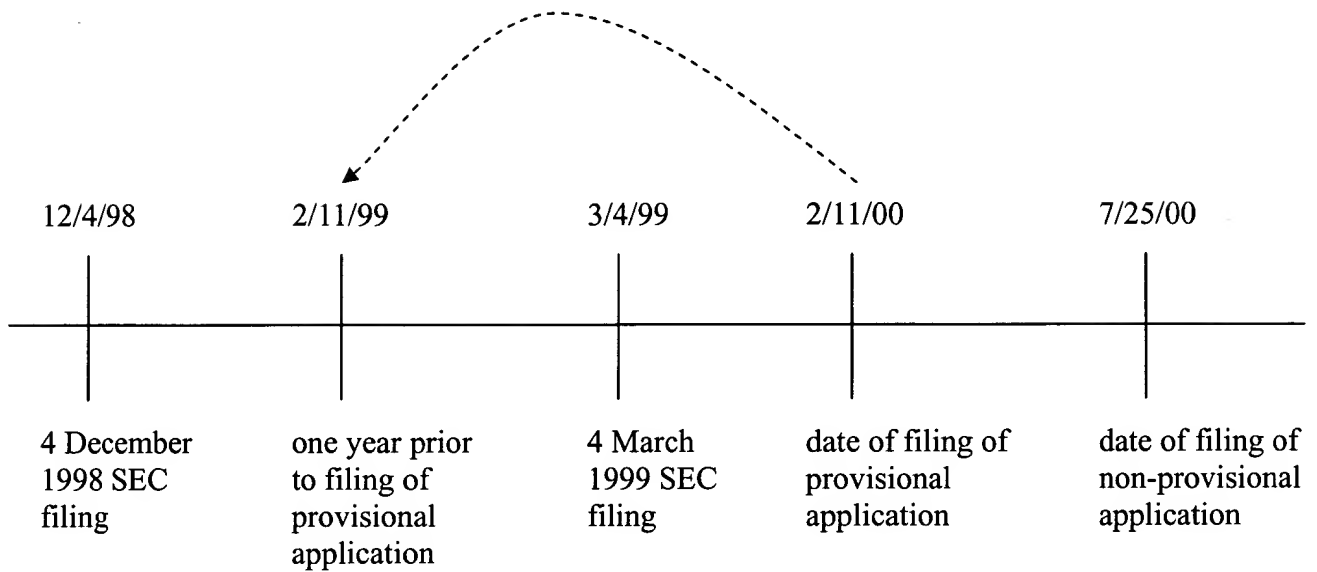 12/4/98 2/11/99 3/4/99 2/11/00 7/25/00
4 December
1998 SEC
filing
one year prior
to filing of
provisional
application
4 March
1999 SEC
filing
date of filing of
provisional
application
date of filing of
non-provisional
application